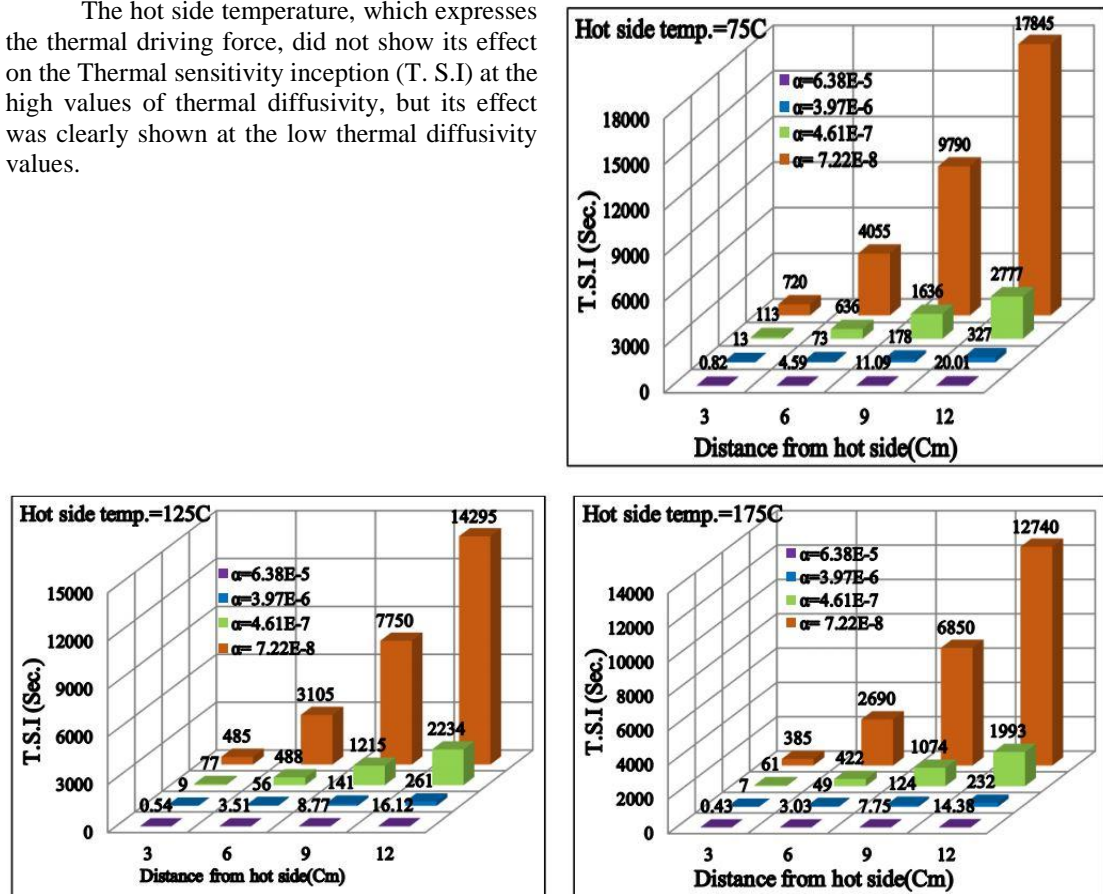 The hot side temperature, which expresses
the thermal driving force, did not show its effect
on the Thermal sensitivity inception (T. S.I) at the
high values of thermal diffusivity, but its effect
was clearly shown at the low thermal diffusivity
values.
Hot side temp.=75C
17845
α=6.38E-5
α=3.97E-6
α=4.61E-7
α= 7.22E-8
18000
15000
12000
9000
6000
3000
0
T.S.I (Sec.)
9790
4055
720
2777
1636
636
113
327
178
73
13
0.82 4.59 11.09 20.01
3 6 9 12
Distance from hot side(Cm)
Hot side temp.=125C
14295
α=6.38E-5
α=3.97E-6
α=4.61E-7
α= 7.22E-8
15000
12000
9000
6000
3000
0
T.S.I (Sec.)
7750
3105
485
2234
1215
488
77
261
141
56
9
0.54 3.51 8.77 16.12
3 6 9 12
Distance from hot side(Cm)
Hot side temp.=175C
12740
α=6.38E-5
α=3.97E-6
α=4.61E-7
α= 7.22E-8
14000
12000
10000
8000
6000
4000
2000
0
T.S.I (Sec.)
6850
2690
385
1993
1074
422
61
232
124
49
7
0.43 3.03 7.75 14.38
3 6 9 12
Distance from hot side(Cm)